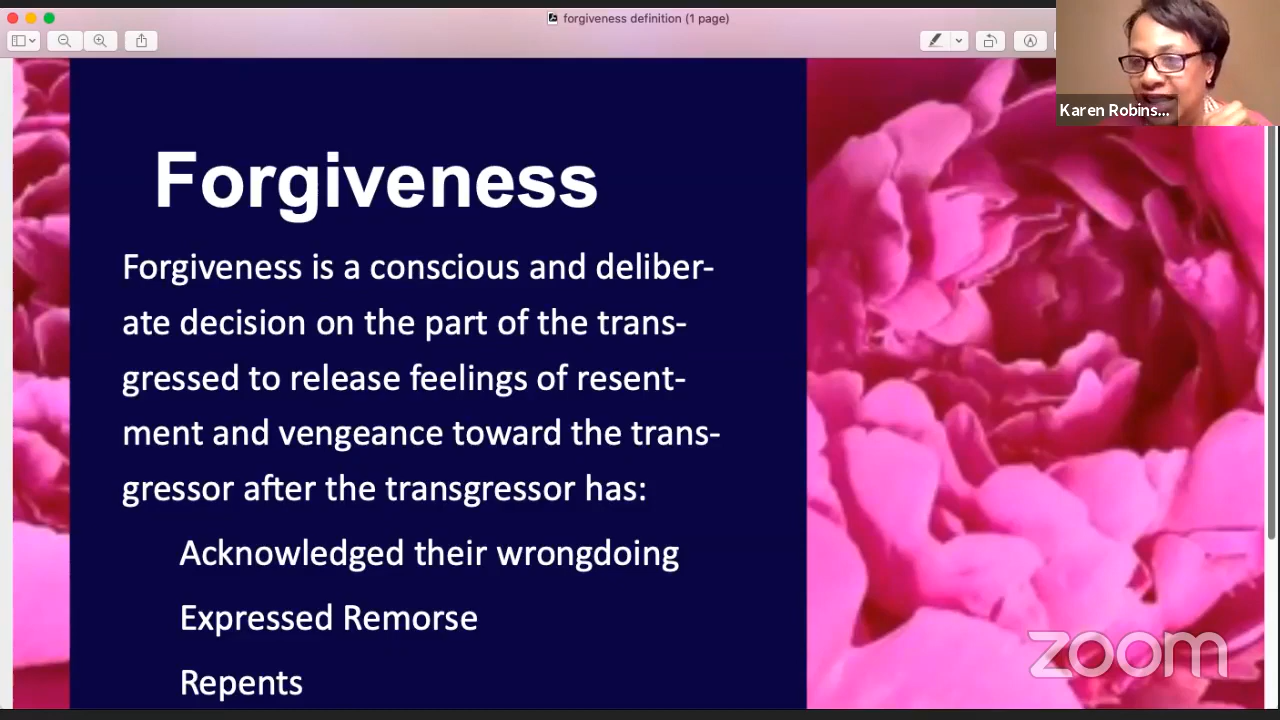 forgiveness definition (1 page)
Karen Robins...
Forgiveness
Forgiveness is a conscious and deliber-
ate decision on the part of the trans-
gressed to release feelings of resent-
ment and vengeance toward the trans-
gressor after the transgressor has:
Acknowledged their wrongdoing
Expressed Remorse
Repents
zoom